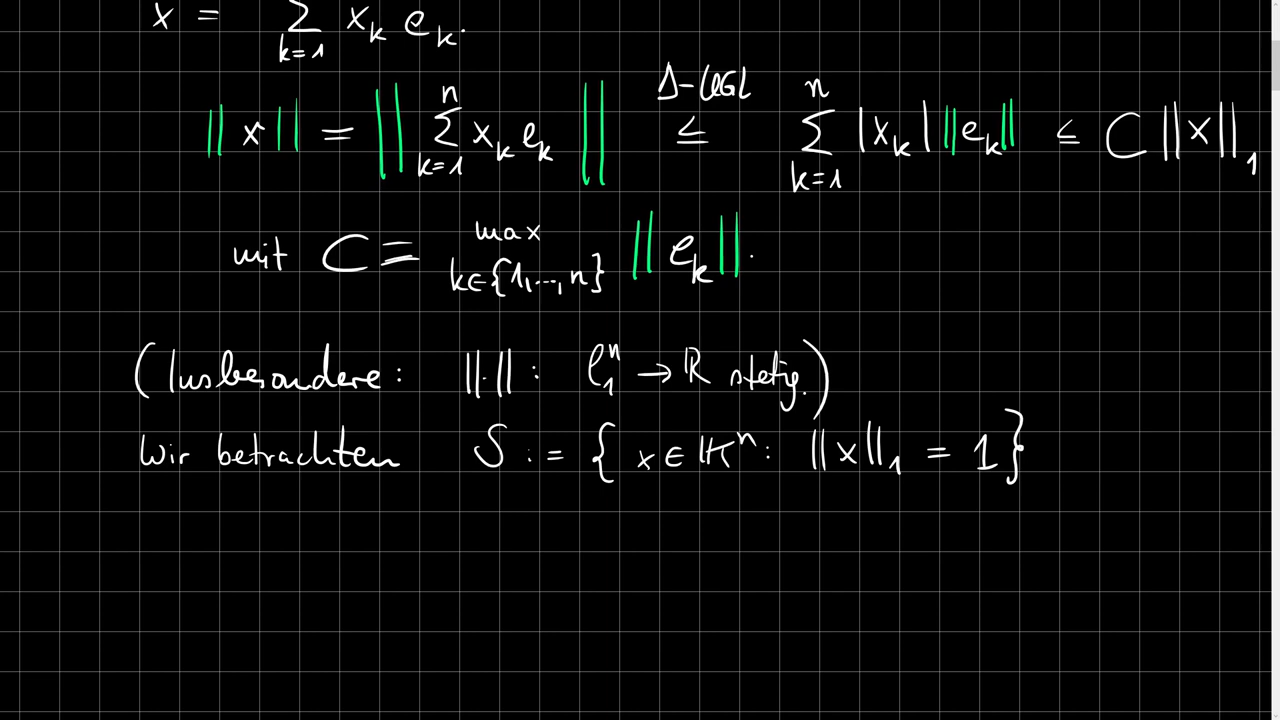 x = ∑_{k=1} x_k e_k.
‖x‖ = ‖∑_{k=1}^{n} x_k e_k‖ ≤^{Δ-UGL} ∑_{k=1}^{n} |x_k| ‖e_k‖ ≤ C ‖x‖_1
mit C = max_{k∈{1,...,n}} ‖e_k‖.
(Insbesondere: ‖·‖: ℓ_1^n → ℝ stetig.)
Wir betrachten S := { x ∈ 𝕂^n: ‖x‖_1 = 1}